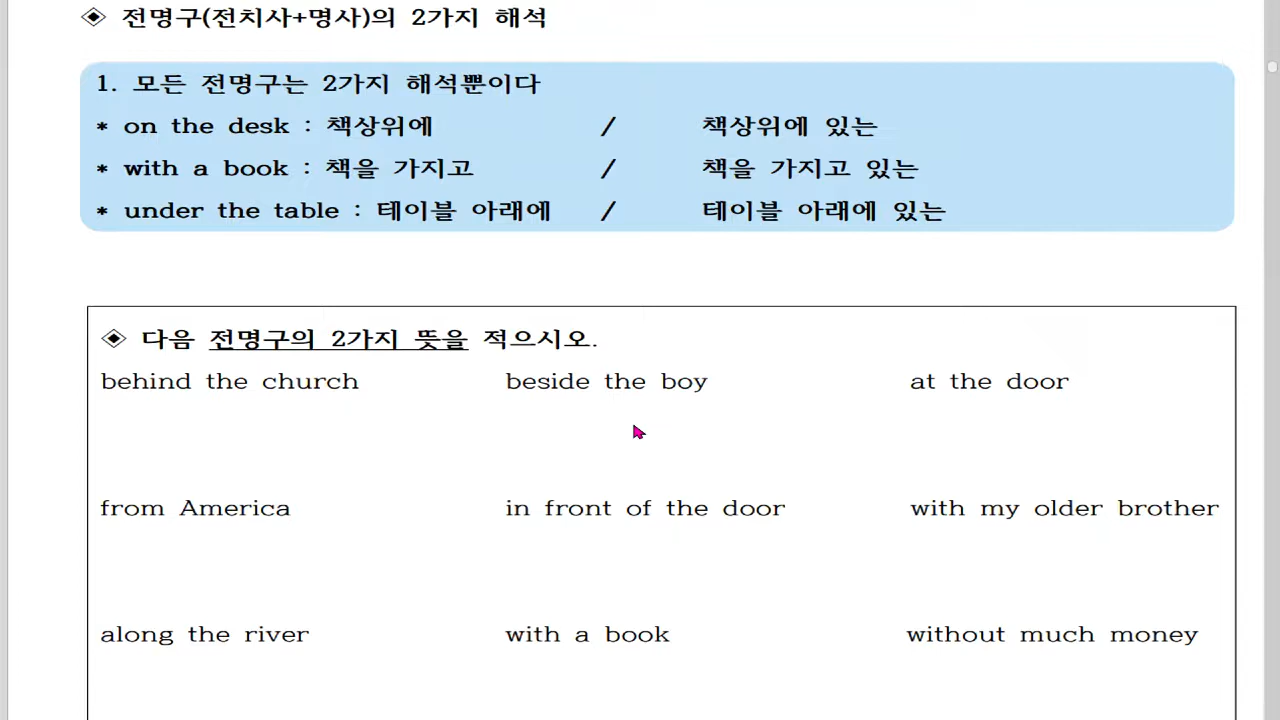 ◈ 전명구(전치사+명사)의 2가지 해석
1. 모든 전명구는 2가지 해석뿐이다
* on the desk : 책상위에 / 책상위에 있는
* with a book : 책을 가지고 / 책을 가지고 있는
* under the table : 테이블 아래에 / 테이블 아래에 있는
◈ 다음 전명구의 2가지 뜻을 적으시오.
behind the church beside the boy at the door
from America in front of the door with my older brother
along the river with a book without much money